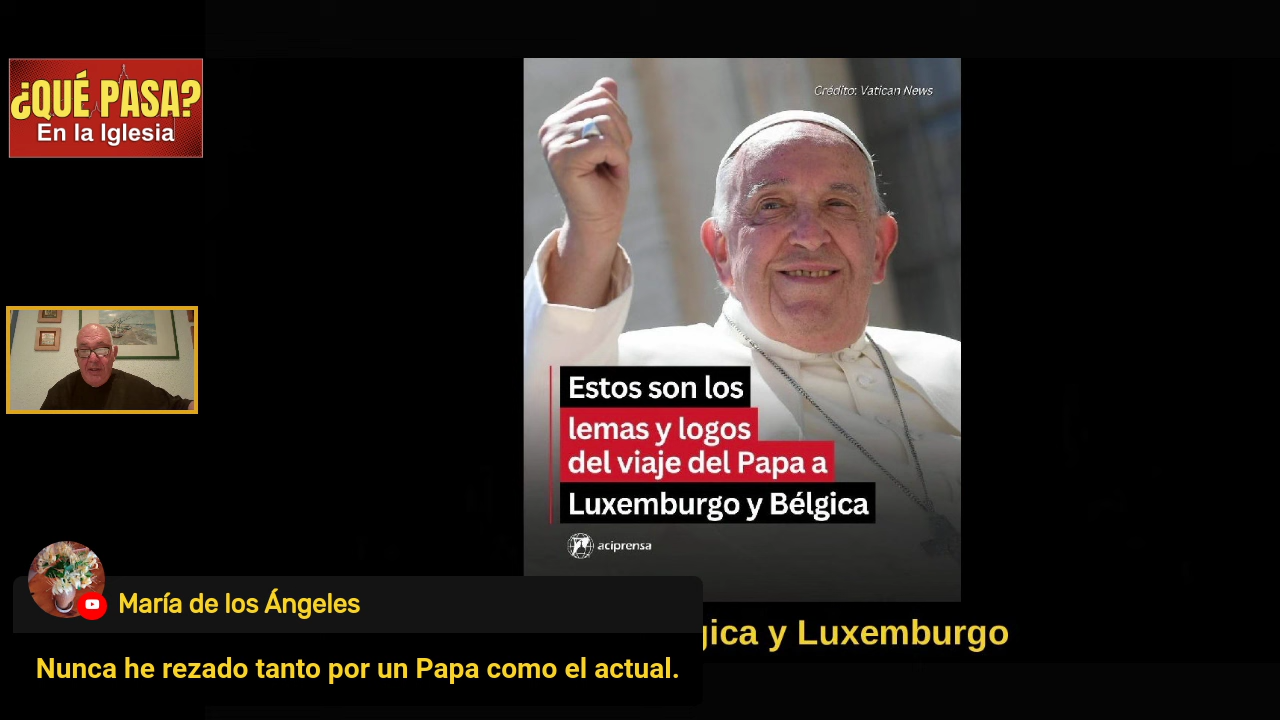 ¿QUÉ PASA?
En la Iglesia
Crédito: Vatican News
Estos son los
lemas y logos
del viaje del Papa a
Luxemburgo y Bélgica
aciprensa
María de los Ángeles
gica y Luxemburgo
Nunca he rezado tanto por un Papa como el actual.